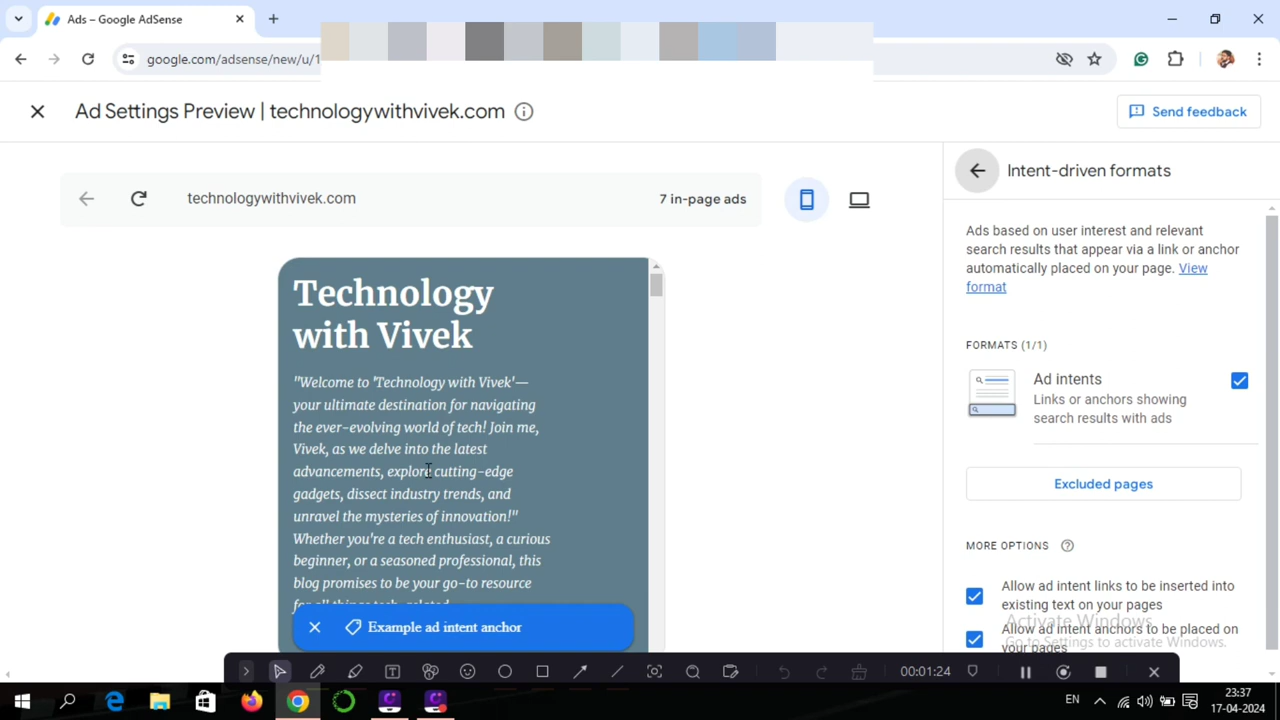 Ads – Google AdSense
google.com/adsense/new/u/1
Ad Settings Preview | technologywithvivek.com
Send feedback
technologywithvivek.com
7 in-page ads
Technology
with Vivek
"Welcome to 'Technology with Vivek'—
your ultimate destination for navigating
the ever-evolving world of tech! Join me,
Vivek, as we delve into the latest
advancements, explore cutting-edge
gadgets, dissect industry trends, and
unravel the mysteries of innovation!"
Whether you're a tech enthusiast, a curious
beginner, or a seasoned professional, this
blog promises to be your go-to resource
for all things tech-related
Example ad intent anchor
Intent-driven formats
Ads based on user interest and relevant
search results that appear via a link or anchor
automatically placed on your page. View
format
FORMATS (1/1)
Ad intents
Links or anchors showing
search results with ads
Excluded pages
MORE OPTIONS
Allow ad intent links to be inserted into
existing text on your pages
Allow ad intent anchors to be placed on
your pages
Activate Windows
Go to Settings to activate Windows.
00:01:24
EN
23:37
17-04-2024